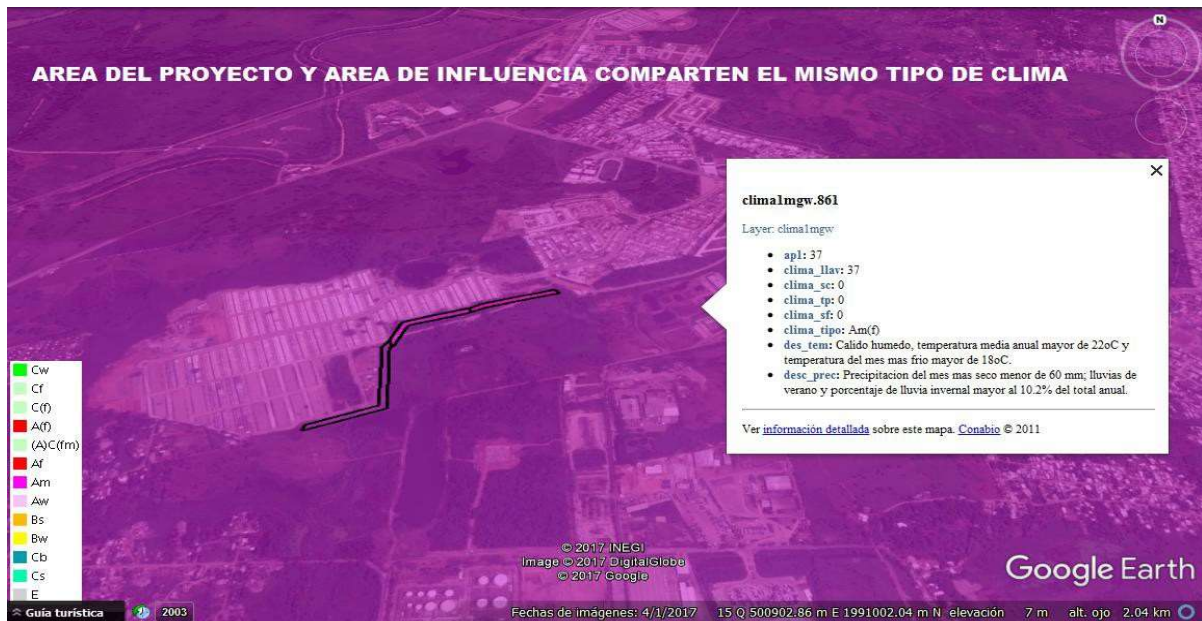 N
AREA DEL PROYECTO Y AREA DE INFLUENCIA COMPARTEN EL MISMO TIPO DE CLIMA
clima1mgw.861
Layer: clima1mgw
ap1: 37
clima_llav: 37
clima_sc: 0
clima_tp: 0
clima_sf: 0
clima_tipo: Am(f)
des_tem: Calido humedo, temperatura media anual mayor de 22oC y
temperatura del mes mas frio mayor de 18oC.
desc_prec: Precipitacion del mes mas seco menor de 60 mm; lluvias de
verano y porcentaje de lluvia invernal mayor al 10.2% del total anual.
Ver información detallada sobre este mapa. Conabio © 2011
Cw
Cf
C(f)
A(f)
(A)C(fm)
Af
Am
Aw
Bs
Bw
Cb
Cs
E
© 2017 INEGI
Image © 2017 DigitalGlobe
© 2017 Google
Google Earth
Guía turística
2003
Fechas de imágenes: 4/1/2017 15 Q 500902.86 m E 1991002.04 m N elevación 7 m alt. ojo 2.04 km